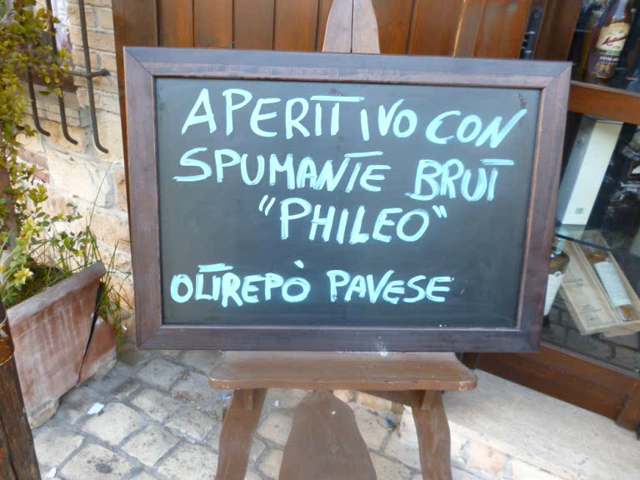 APERITIVO CON
SPUMANTE BRUT
"PHILEO"
OLTREPÒ PAVESE